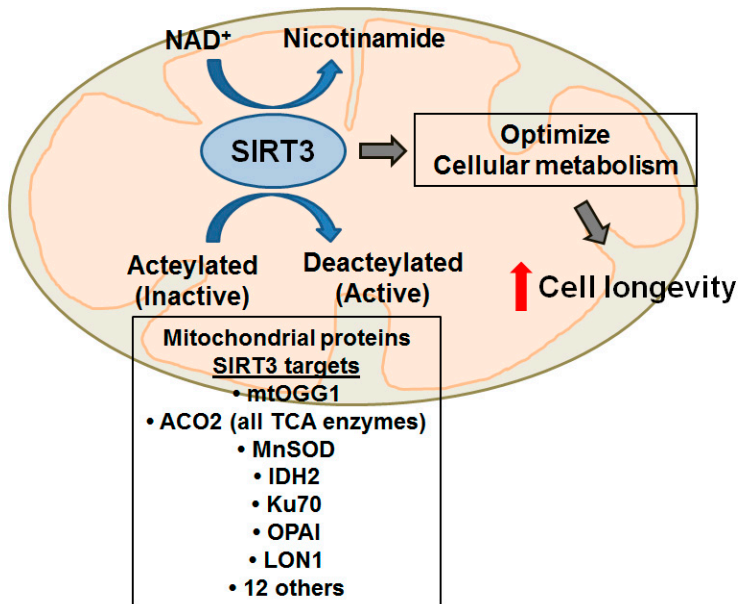 NAD+ Nicotinamide
SIRT3
Optimize
Cellular metabolism
Acteylated
(Inactive)
Deacteylated
(Active)
Cell longevity
Mitochondrial proteins
SIRT3 targets
• mtOGG1
• ACO2 (all TCA enzymes)
• MnSOD
• IDH2
• Ku70
• OPAI
• LON1
• 12 others